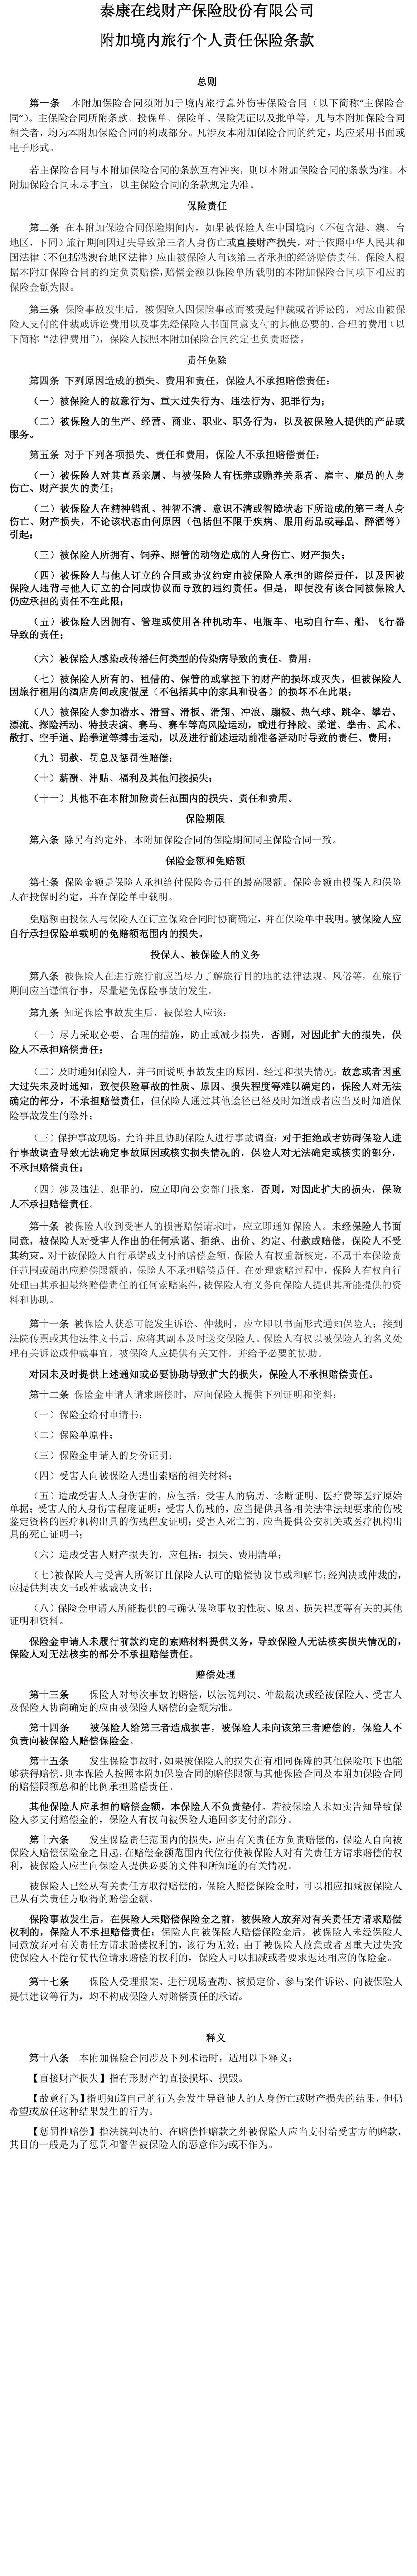 泰康在线财产保险股份有限公司
附加境内旅行个人责任保险条款
总则
第一条 本附加保险合同须附加于境内旅行意外伤害保险合同（以下简称“主保险合
同”）。主保险合同所附条款、投保单、保险单、保险凭证以及批单等，凡与本附加保险合同
相关者，均为本附加保险合同的构成部分。凡涉及本附加保险合同的约定，均应采用书面或
电子形式。
若主保险合同与本附加保险合同的条款互有冲突，则以本附加保险合同的条款为准。本
附加保险合同未尽事宜，以主保险合同的条款规定为准。
保险责任
第二条 在本附加保险合同保险期间内，如果被保险人在中国境内（不包含港、澳、台
地区，下同）旅行期间因过失导致第三者人身伤亡或直接财产损失，对于依照中华人民共和
国法律（不包括港澳台地区法律）应由被保险人向该第三者承担的经济赔偿责任，保险人根
据本附加保险合同的约定负责赔偿，赔偿金额以保险单所载明的本附加保险合同项下相应的
保险金额为限。
第三条 保险事故发生后，被保险人因保险事故而被提起仲裁或者诉讼的，对应由被保
险人支付的仲裁或诉讼费用以及事先经保险人书面同意支付的其他必要的、合理的费用（以
下简称“法律费用”），保险人按照本附加保险合同约定也负责赔偿。
责任免除
第四条 下列原因造成的损失、费用和责任，保险人不承担赔偿责任：
（一）被保险人的故意行为、重大过失行为、违法行为、犯罪行为；
（二）被保险人的生产、经营、商业、职业、职务行为，以及被保险人提供的产品或
服务。
第五条 对于下列各项损失、责任和费用，保险人不承担赔偿责任：
（一）被保险人对其直系亲属、与被保险人有抚养或赡养关系者、雇主、雇员的人身
伤亡、财产损失的责任；
（二）被保险人在精神错乱、神智不清、意识不清或智障状态下所造成的第三者人身
伤亡、财产损失，不论该状态由何原因（包括但不限于疾病、服用药品或毒品、醉酒等）
引起；
（三）被保险人所拥有、饲养、照管的动物造成的人身伤亡、财产损失；
（四）被保险人与他人订立的合同或协议约定由被保险人承担的赔偿责任，以及因被
保险人违背与他人订立的合同或协议而导致的违约责任。但是，即使没有该合同被保险人
仍应承担的责任不在此限；
（五）被保险人因拥有、管理或使用各种机动车、电瓶车、电动自行车、船、飞行器
导致的责任；
（六）被保险人感染或传播任何类型的传染病导致的责任、费用；
（七）被保险人所有的、租借的、保管的或掌控下的财产的损坏或灭失，但被保险人
因旅行租用的酒店房间或度假屋（不包括其中的家具和设备）的损坏不在此限；
（八）被保险人参加潜水、滑雪、滑板、滑翔、冲浪、蹦极、热气球、跳伞、攀岩、
漂流、探险活动、特技表演、赛马、赛车等高风险运动，或进行摔跤、柔道、拳击、武术、
散打、空手道、跆拳道等搏击运动，以及进行前述运动前准备活动时导致的责任、费用；
（九）罚款、罚息及惩罚性赔偿；
（十）薪酬、津贴、福利及其他间接损失；
（十一）其他不在本附加险责任范围内的损失、责任和费用。
保险期限
第六条 除另有约定外，本附加保险合同的保险期间同主保险合同一致。
保险金额和免赔额
第七条 保险金额是保险人承担给付保险金责任的最高限额。保险金额由投保人和保险
人在投保时约定，并在保险单中载明。
免赔额由投保人与保险人在订立保险合同时协商确定，并在保险单中载明。被保险人应
自行承担保险单载明的免赔额范围内的损失。
投保人、被保险人的义务
第八条 被保险人在进行旅行前应当尽力了解旅行目的地的法律法规、风俗等，在旅行
期间应当谨慎行事，尽量避免保险事故的发生。
第九条 知道保险事故发生后，被保险人应该：
（一）尽力采取必要、合理的措施，防止或减少损失，否则，对因此扩大的损失，保
险人不承担赔偿责任；
（二）及时通知保险人，并书面说明事故发生的原因、经过和损失情况；故意或者因重
大过失未及时通知，致使保险事故的性质、原因、损失程度等难以确定的，保险人对无法
确定的部分，不承担赔偿责任，但保险人通过其他途径已经及时知道或者应当及时知道保
险事故发生的除外；
（三）保护事故现场，允许并且协助保险人进行事故调查；对于拒绝或者妨碍保险人进
行事故调查导致无法确定事故原因或核实损失情况的，保险人对无法确定或核实的部分，
不承担赔偿责任；
（四）涉及违法、犯罪的，应立即向公安部门报案，否则，对因此扩大的损失，保险
人不承担赔偿责任。
第十条 被保险人收到受害人的损害赔偿请求时，应立即通知保险人。未经保险人书面
同意，被保险人对受害人作出的任何承诺、拒绝、出价、约定、付款或赔偿，保险人不受
其约束。对于被保险人自行承诺或支付的赔偿金额，保险人有权重新核定，不属于本保险责
任范围或超出应赔偿限额的，保险人不承担赔偿责任。在处理索赔过程中，保险人有权自行
处理由其承担最终赔偿责任的任何索赔案件，被保险人有义务向保险人提供其所能提供的资
料和协助。
第十一条 被保险人获悉可能发生诉讼、仲裁时，应立即以书面形式通知保险人；接到
法院传票或其他法律文书后，应将其副本及时送交保险人。保险人有权以被保险人的名义处
理有关诉讼或仲裁事宜，被保险人应提供有关文件，并给予必要的协助。
对因未及时提供上述通知或必要协助导致扩大的损失，保险人不承担赔偿责任。
第十二条 保险金申请人请求赔偿时，应向保险人提供下列证明和资料：
（一）保险金给付申请书；
（二）保险单原件；
（三）保险金申请人的身份证明；
（四）受害人向被保险人提出索赔的相关材料；
（五）造成受害人人身伤害的，应包括：受害人的病历、诊断证明、医疗费等医疗原始
单据；受害人的人身伤害程度证明：受害人伤残的，应当提供具备相关法律法规要求的伤残
鉴定资格的医疗机构出具的伤残程度证明；受害人死亡的，应当提供公安机关或医疗机构出
具的死亡证明书；
（六）造成受害人财产损失的，应包括：损失、费用清单；
（七）被保险人与受害人所签订且保险人认可的赔偿协议书或和解书；经判决或仲裁的，
应提供判决文书或仲裁裁决文书；
（八）保险金申请人所能提供的与确认保险事故的性质、原因、损失程度等有关的其他
证明和资料。
保险金申请人未履行前款约定的索赔材料提供义务，导致保险人无法核实损失情况的，
保险人对无法核实的部分不承担赔偿责任。
赔偿处理
第十三条 保险人对每次事故的赔偿，以法院判决、仲裁裁决或经被保险人、受害人
及保险人协商确定的应由被保险人赔偿的金额为准。
第十四条 被保险人给第三者造成损害，被保险人未向该第三者赔偿的，保险人不
负责向被保险人赔偿保险金。
第十五条 发生保险事故时，如果被保险人的损失在有相同保障的其他保险项下也能
够获得赔偿，则本保险人按照本附加保险合同的赔偿限额与其他保险合同及本附加保险合同
的赔偿限额总和的比例承担赔偿责任。
其他保险人应承担的赔偿金额，本保险人不负责垫付。若被保险人未如实告知导致保
险人多支付赔偿金的，保险人有权向被保险人追回多支付的部分。
第十六条 发生保险责任范围内的损失，应由有关责任方负责赔偿的，保险人自向被
保险人赔偿保险金之日起，在赔偿金额范围内代位行使被保险人对有关责任方请求赔偿的权
利，被保险人应当向保险人提供必要的文件和所知道的有关情况。
被保险人已经从有关责任方取得赔偿的，保险人赔偿保险金时，可以相应扣减被保险人
已从有关责任方取得的赔偿金额。
保险事故发生后，在保险人未赔偿保险金之前，被保险人放弃对有关责任方请求赔偿
权利的，保险人不承担赔偿责任；保险人向被保险人赔偿保险金后，被保险人未经保险人
同意放弃对有关责任方请求赔偿权利的，该行为无效；由于被保险人故意或者因重大过失致
使保险人不能行使代位请求赔偿的权利的，保险人可以扣减或者要求返还相应的保险金。
第十七条 保险人受理报案、进行现场查勘、核损定价、参与案件诉讼、向被保险人
提供建议等行为，均不构成保险人对赔偿责任的承诺。
释义
第十八条 本附加保险合同涉及下列术语时，适用以下释义：
【直接财产损失】指有形财产的直接损坏、损毁。
【故意行为】指明知道自己的行为会发生导致他人的人身伤亡或财产损失的结果，但仍
希望或放任这种结果发生的行为。
【惩罚性赔偿】指法院判决的、在赔偿性赔款之外被保险人应当支付给受害方的赔款，
其目的一般是为了惩罚和警告被保险人的恶意作为或不作为。